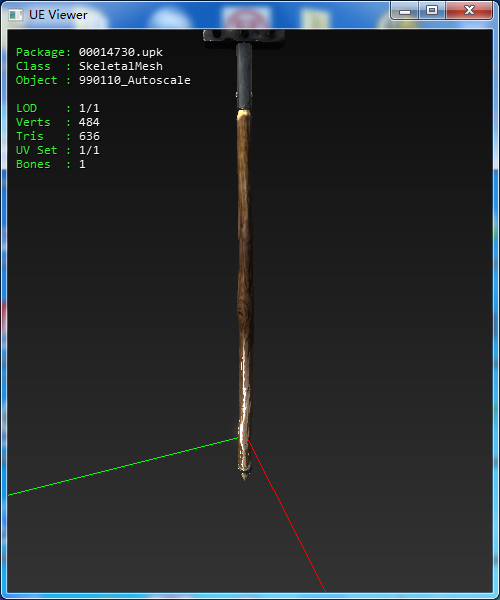 UE Viewer
Package: 00014730.upk
Class : SkeletalMesh
Object : 990110_Autoscale
LOD : 1/1
Verts : 484
Tris : 636
UV Set : 1/1
Bones : 1